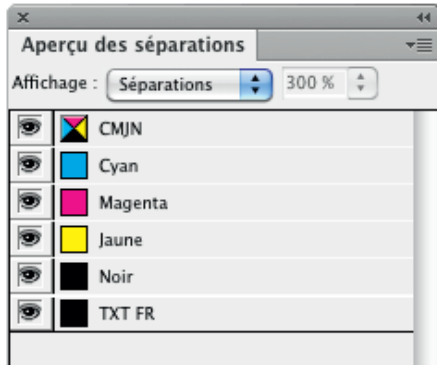 Aperçu des séparations
Affichage : Séparations 300 %
CMJN
Cyan
Magenta
Jaune
Noir
TXT FR